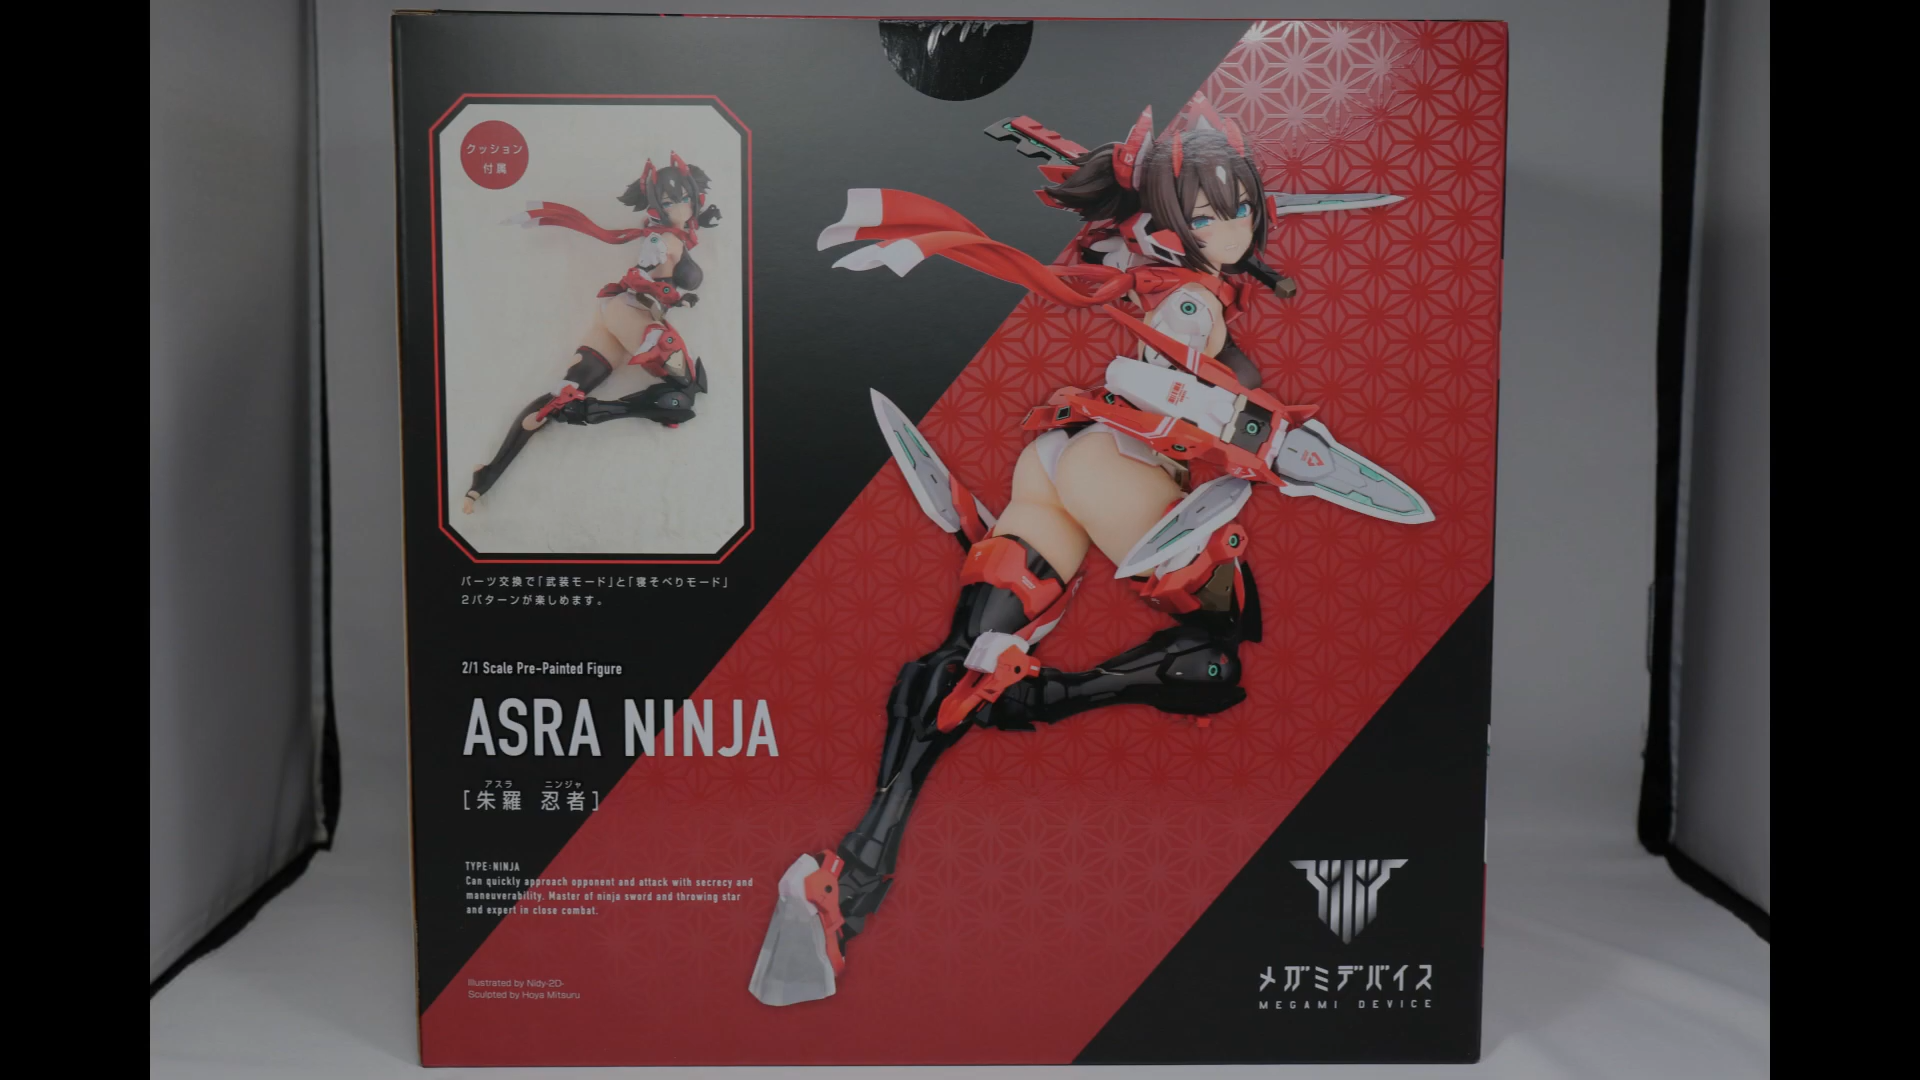 クッション
付属
パーツ交換で「武装モード」と「寝そべりモード」
2パターンが楽しめます。
2/1 Scale Pre-Painted Figure
ASRA NINJA
アスラ ニンジャ
[朱羅 忍者]
TYPE:NINJA
Can quickly approach opponent and attack with secrecy and
maneuverability. Master of ninja sword and throwing star
and expert in close combat.
Illustrated by Nidy-2D-
Sculpted by Hoya Mitsuru
メガミデバイス
MEGAMI DEVICE